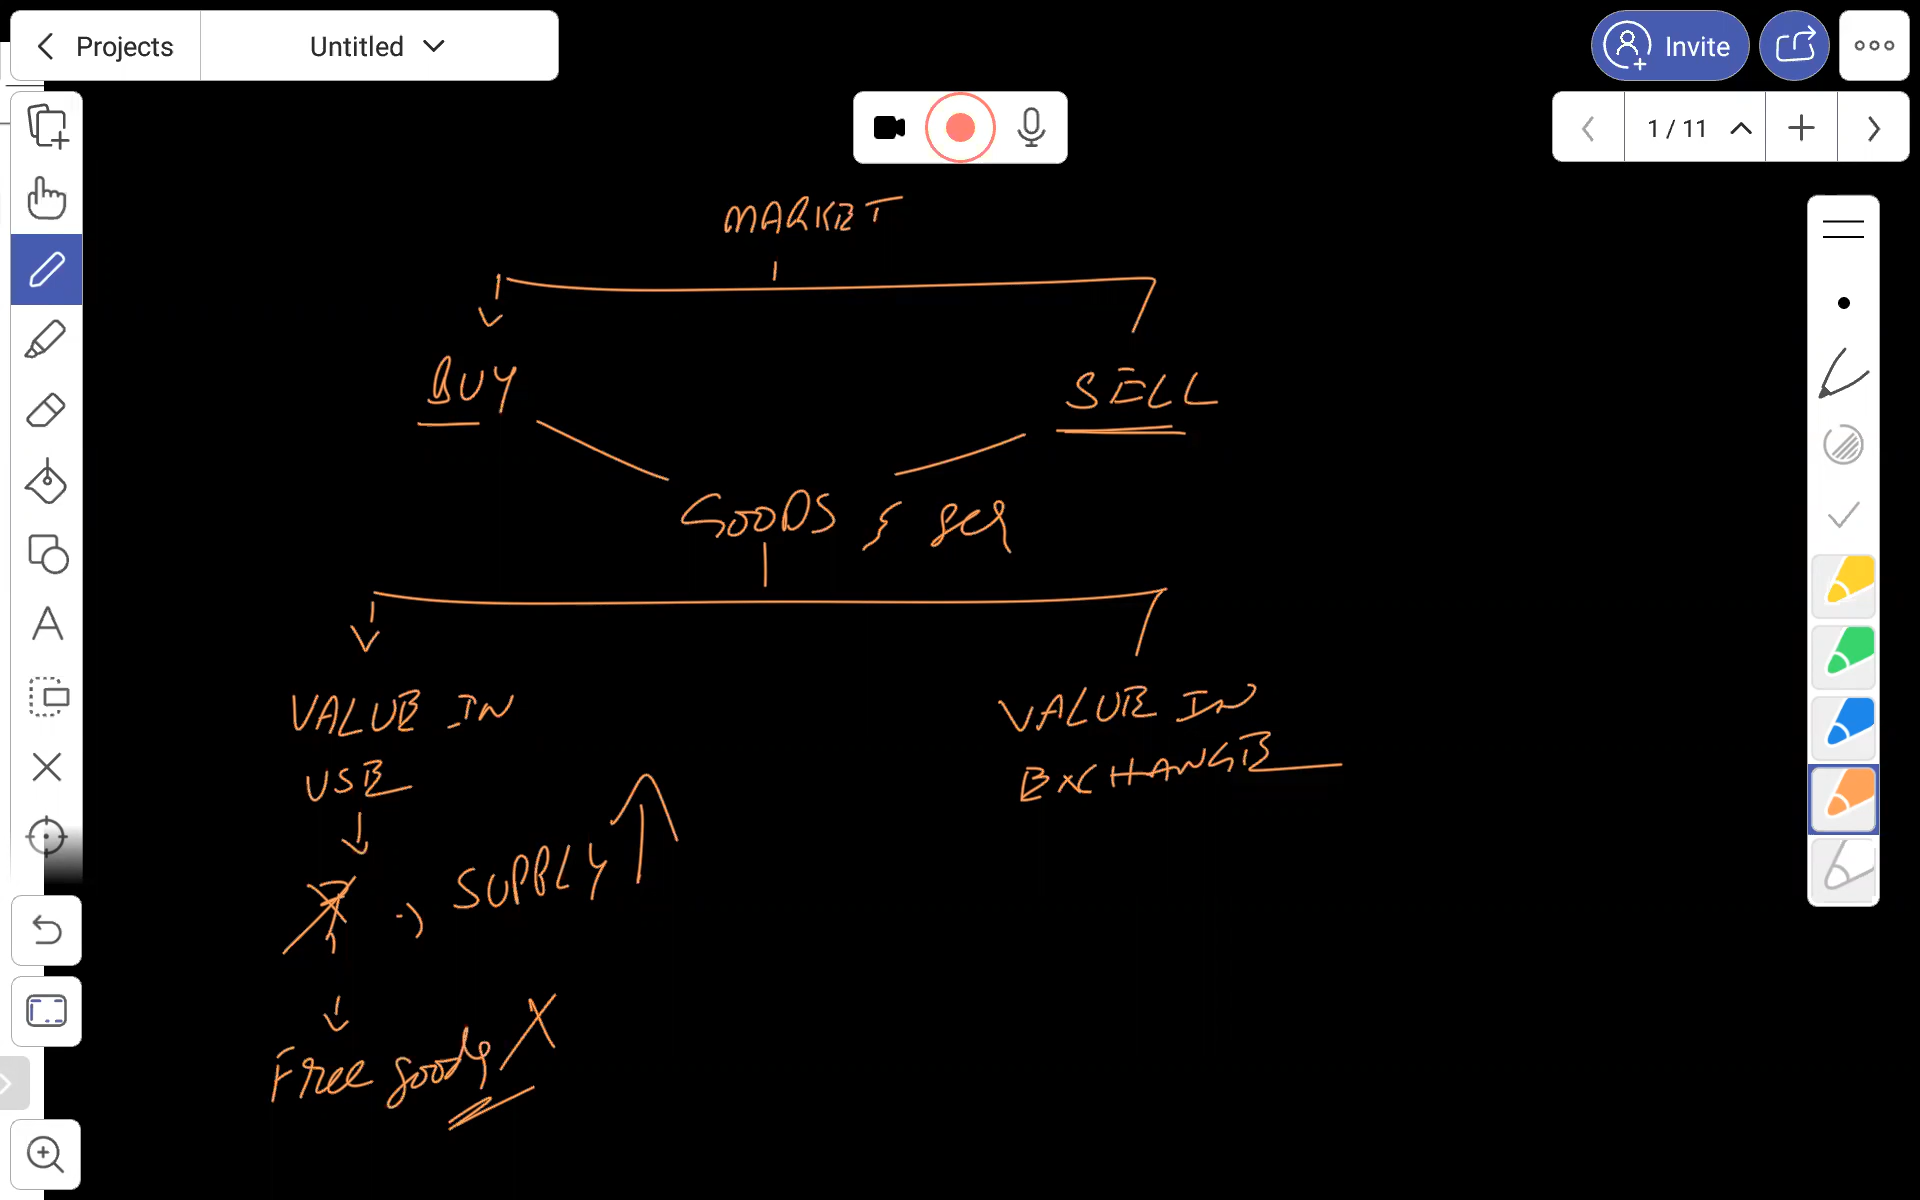 Projects Untitled Invite
1 / 11
MARKET
BUY SELL
GOODS & ser
VALUE IN VALUE IN
USE EXCHANGE
SUPPLY
Free goods X
A